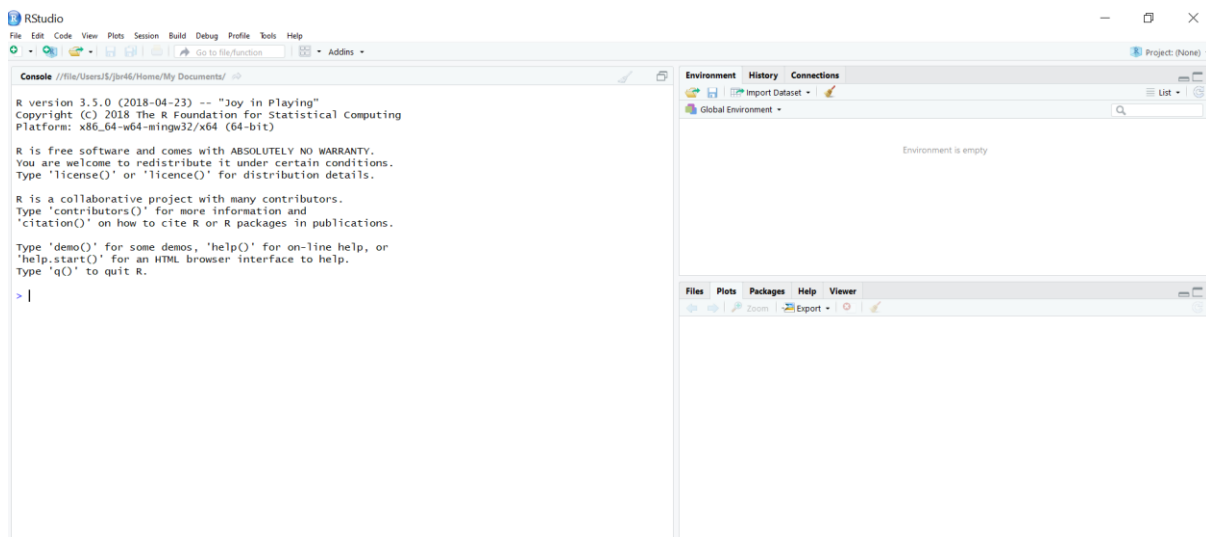 RStudio
File Edit Code View Plots Session Build Debug Profile Tools Help
Go to file/function Addins Project: (None)
Console //file/UsersJ$/jbr46/Home/My Documents/
R version 3.5.0 (2018-04-23) -- "Joy in Playing"
Copyright (C) 2018 The R Foundation for Statistical Computing
Platform: x86_64-w64-mingw32/x64 (64-bit)
R is free software and comes with ABSOLUTELY NO WARRANTY.
You are welcome to redistribute it under certain conditions.
Type 'license()' or 'licence()' for distribution details.
R is a collaborative project with many contributors.
Type 'contributors()' for more information and
'citation()' on how to cite R or R packages in publications.
Type 'demo()' for some demos, 'help()' for on-line help, or
'help.start()' for an HTML browser interface to help.
Type 'q()' to quit R.
>
Environment History Connections
Import Dataset List
Global Environment
Environment is empty
Files Plots Packages Help Viewer
Zoom Export